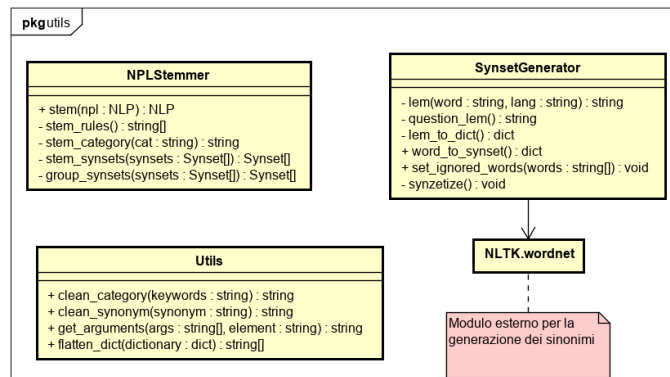 pkg utils
NPLStemmer
+ stem(npl : NLP) : NLP
- stem_rules() : string[]
- stem_category(cat : string) : string
- stem_synsets(synsets : Synset[]) : Synset[]
- group_synsets(synsets : Synset[]) : Synset[]
SynsetGenerator
- lem(word : string, lang : string) : string
- question_lem() : string
- lem_to_dict() : dict
+ word_to_synset() : dict
+ set_ignored_words(words : string[]) : void
- synzetize() : void
Utils
+ clean_category(keywords : string) : string
+ clean_synonym(synonym : string) : string
+ get_arguments(args : string[], element : string) : string
+ flatten_dict(dictionary : dict) : string[]
NLTK.wordnet
Modulo esterno per la
generazione dei sinonimi